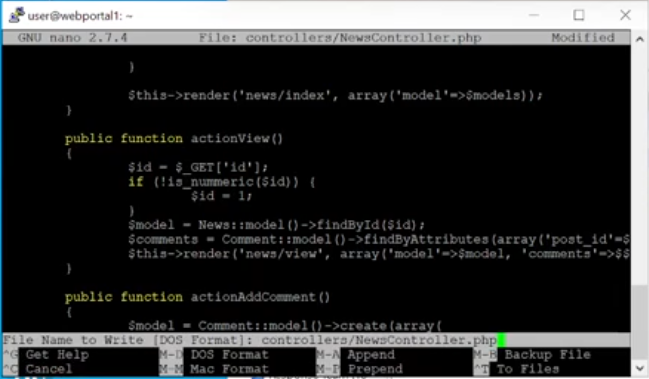 user@webportal1: ~
GNU nano 2.7.4 File: controllers/NewsController.php Modified
}
$this->render('news/index', array('model'=>$models));
}
public function actionView()
{
$id = $_GET['id'];
if (!is_nummeric($id)) {
$id = 1;
}
$model = News::model()->findById($id);
$comments = Comment::model()->findByAttributes(array('post_id'=$
$this->render('news/view', array('model'=>$model, 'comments'=>$$
}
public function actionAddComment()
{
$model = Comment::model()->create(array(
File Name to Write [DOS Format]: controllers/NewsController.php
^G Get Help M-D DOS Format M-A Append M-B Backup File
^C Cancel M-M Mac Format M-P Prepend ^T To Files